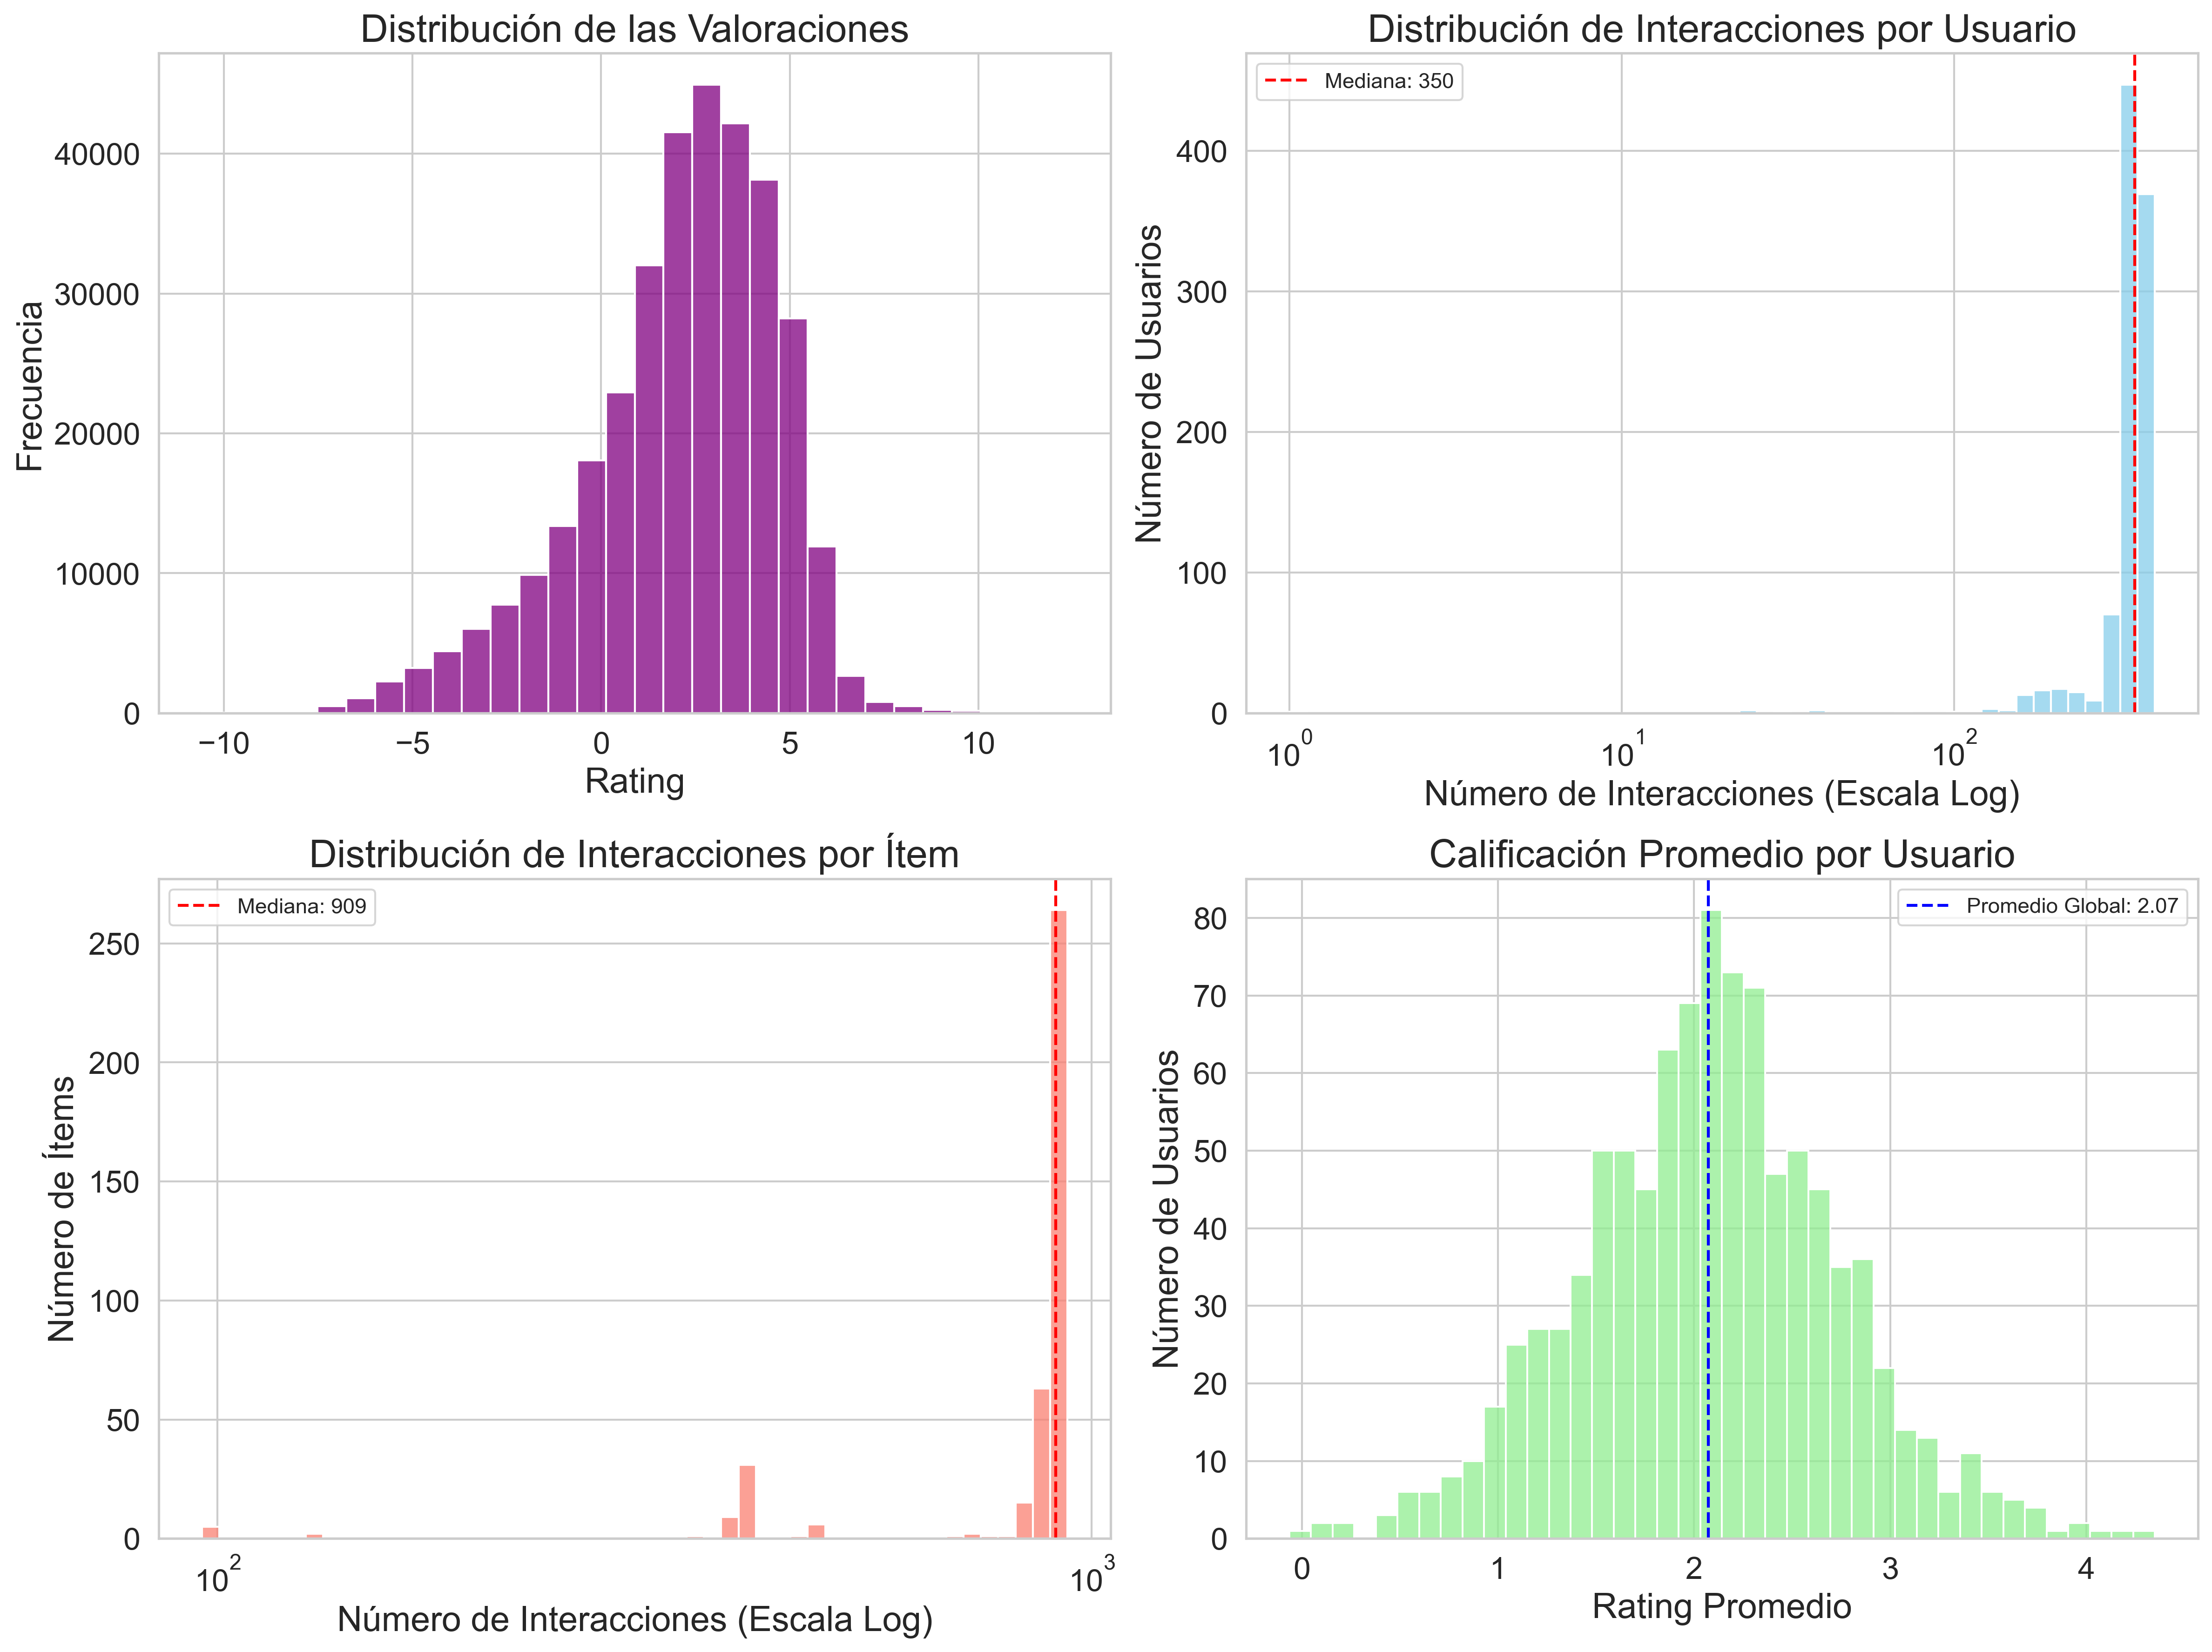 Distribución de las Valoraciones
Frecuencia
40000
30000
20000
10000
0
−10
−5
0
5
10
Rating
Distribución de Interacciones por Usuario
Mediana: 350
Número de Usuarios
400
300
200
100
0
10^0
10^1
10^2
Número de Interacciones (Escala Log)
Distribución de Interacciones por Ítem
Mediana: 909
Número de Ítems
250
200
150
100
50
0
10^2
10^3
Número de Interacciones (Escala Log)
Calificación Promedio por Usuario
Promedio Global: 2.07
Número de Usuarios
80
70
60
50
40
30
20
10
0
0
1
2
3
4
Rating Promedio